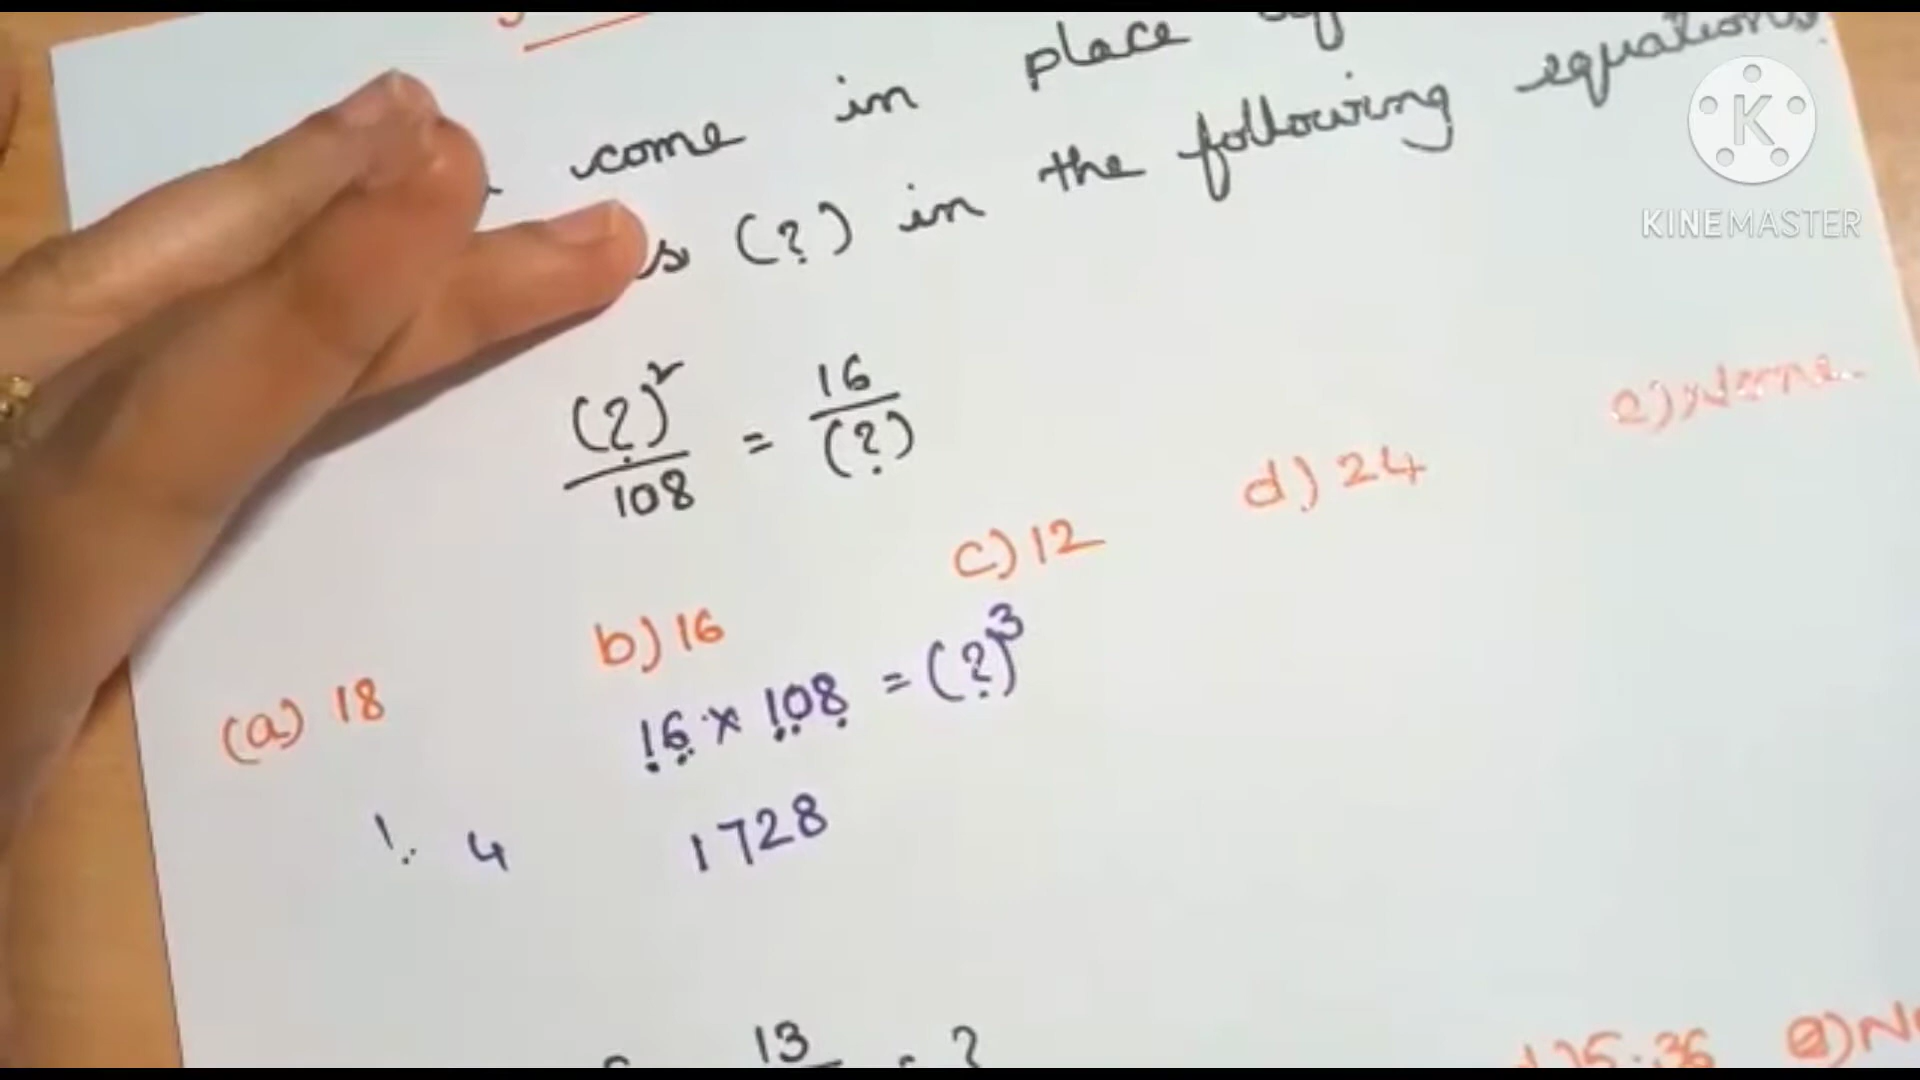 come in place
(?) in the following equations
K
KINEMASTER
(?)² / 108 = 16 / (?)
(a) 18 b) 16 c) 12 d) 24 e) None
16 × 108 = (?)³
4 1728
13 ?